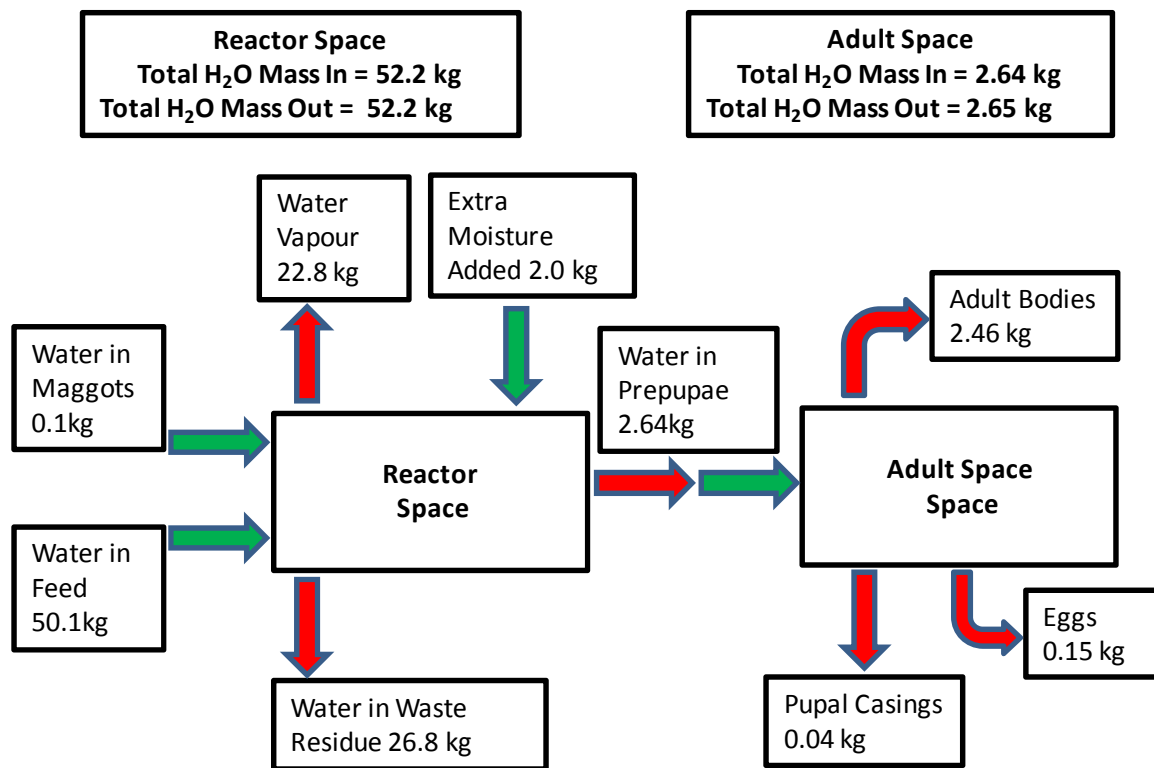 Reactor Space
Total H₂O Mass In = 52.2 kg
Total H₂O Mass Out =  52.2 kg
Adult Space
Total H₂O Mass In = 2.64 kg
Total H₂O Mass Out = 2.65 kg
Water
Vapour
22.8 kg
Extra
Moisture
Added 2.0 kg
Adult Bodies
2.46 kg
Water in
Maggots
0.1kg
Water in
Prepupae
2.64kg
Reactor
Space
Adult Space
Space
Water in
Feed
50.1kg
Eggs
0.15 kg
Water in Waste
Residue 26.8 kg
Pupal Casings
0.04 kg